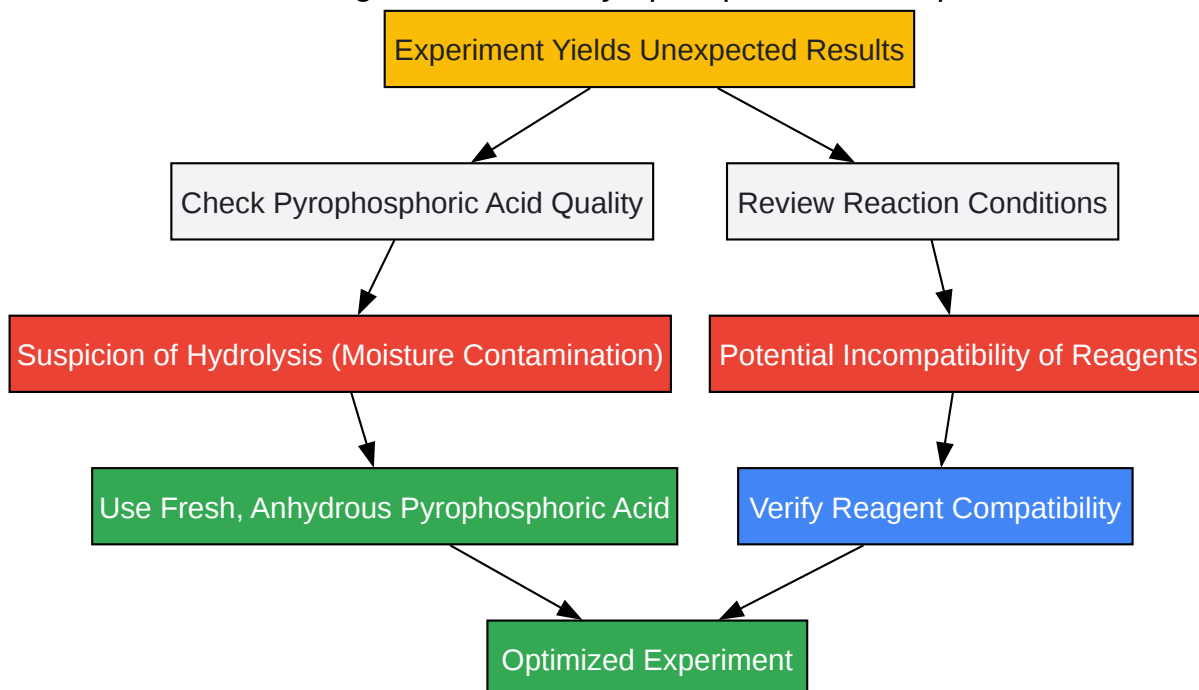 Experiment Yields Unexpected Results
Check Pyrophosphoric Acid Quality
Review Reaction Conditions
Suspicion of Hydrolysis (Moisture Contamination)
Potential Incompatibility of Reagents
Use Fresh, Anhydrous Pyrophosphoric Acid
Verify Reagent Compatibility
Optimized Experiment